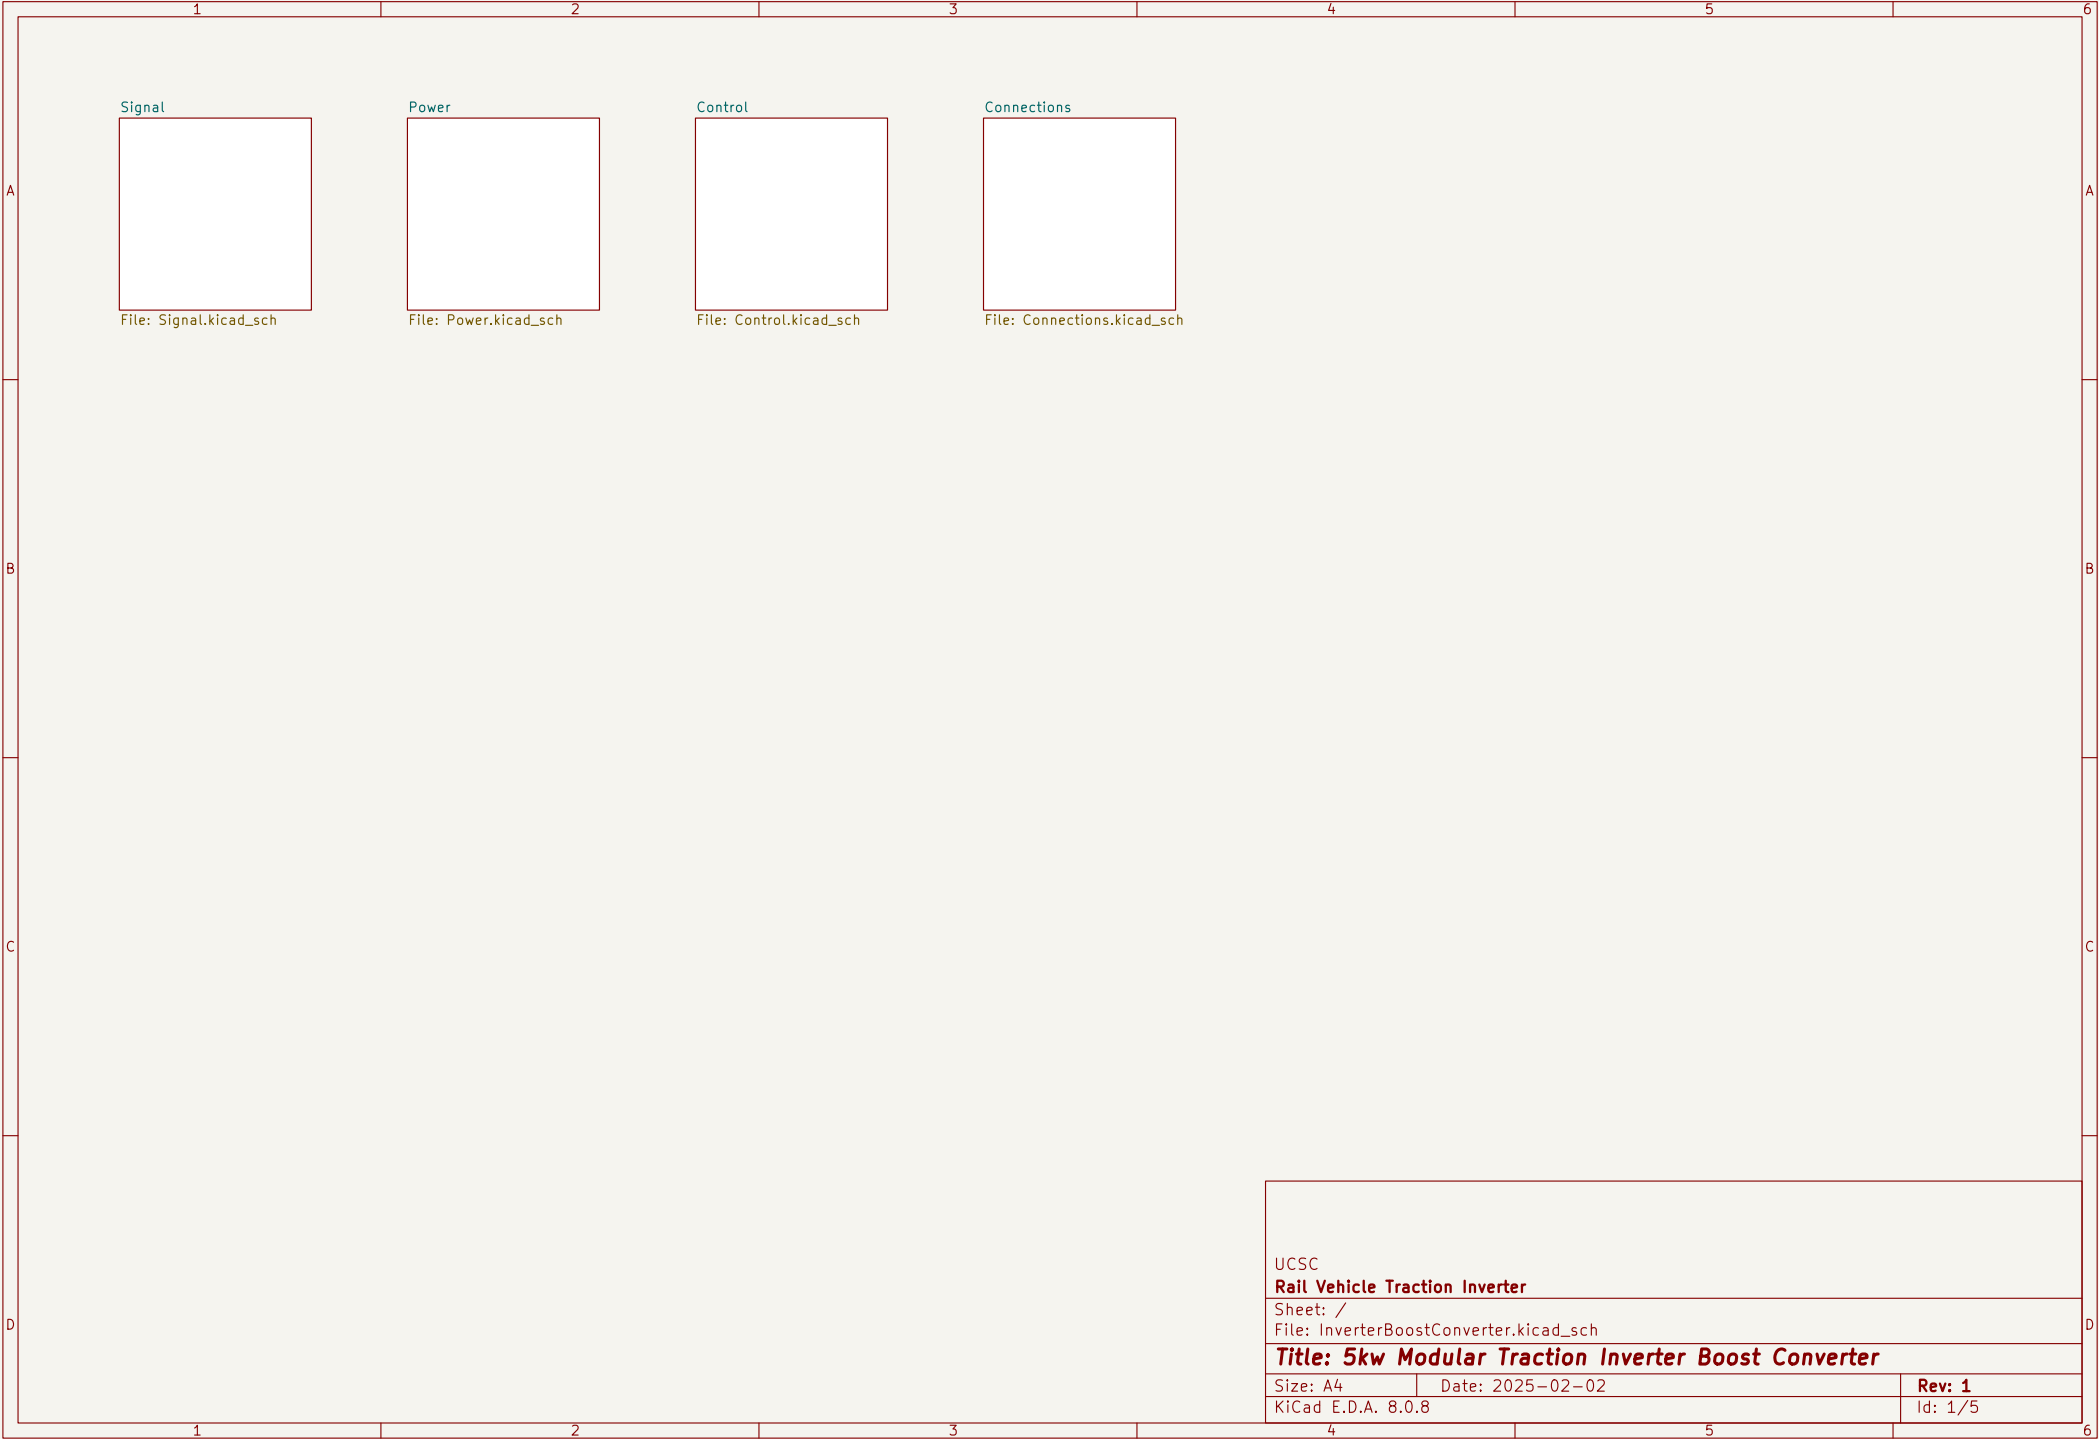 1 2 3 4 5 6
Signal Power Control Connections
A A
File: Signal.kicad_sch File: Power.kicad_sch File: Control.kicad_sch File: Connections.kicad_sch
B B
C C
UCSC
Rail Vehicle Traction Inverter
Sheet: /
D D
File: InverterBoostConverter.kicad_sch
Title: 5kw Modular Traction Inverter Boost Converter
Size: A4 Date: 2025-02-02 Rev: 1
KiCad E.D.A. 8.0.8 Id: 1/5
1 2 3 4 5 6